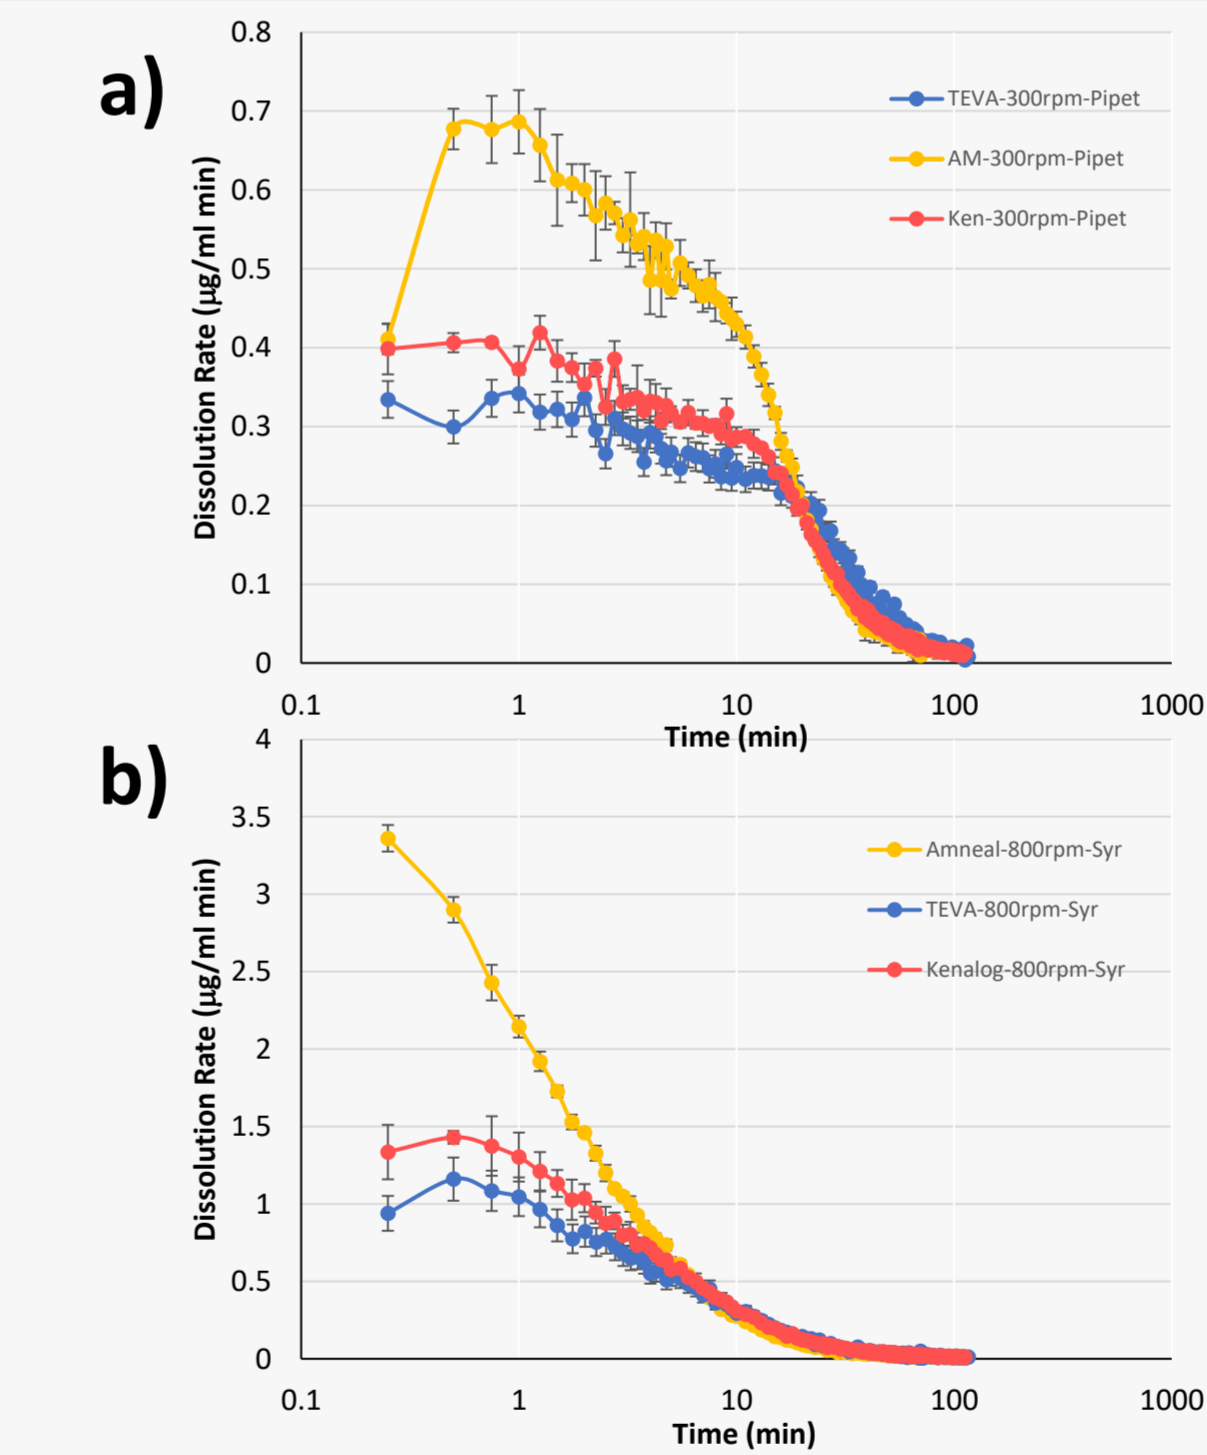 a)
0.8
0.7
0.6
0.5
0.4
0.3
0.2
0.1
0
Dissolution Rate (µg/ml min)
TEVA-300rpm-Pipet
AM-300rpm-Pipet
Ken-300rpm-Pipet
0.1 1 10 100 1000
Time (min)
b)
4
3.5
3
2.5
2
1.5
1
0.5
0
Dissolution Rate (µg/ml min)
Amneal-800rpm-Syr
TEVA-800rpm-Syr
Kenalog-800rpm-Syr
0.1 1 10 100 1000
Time (min)